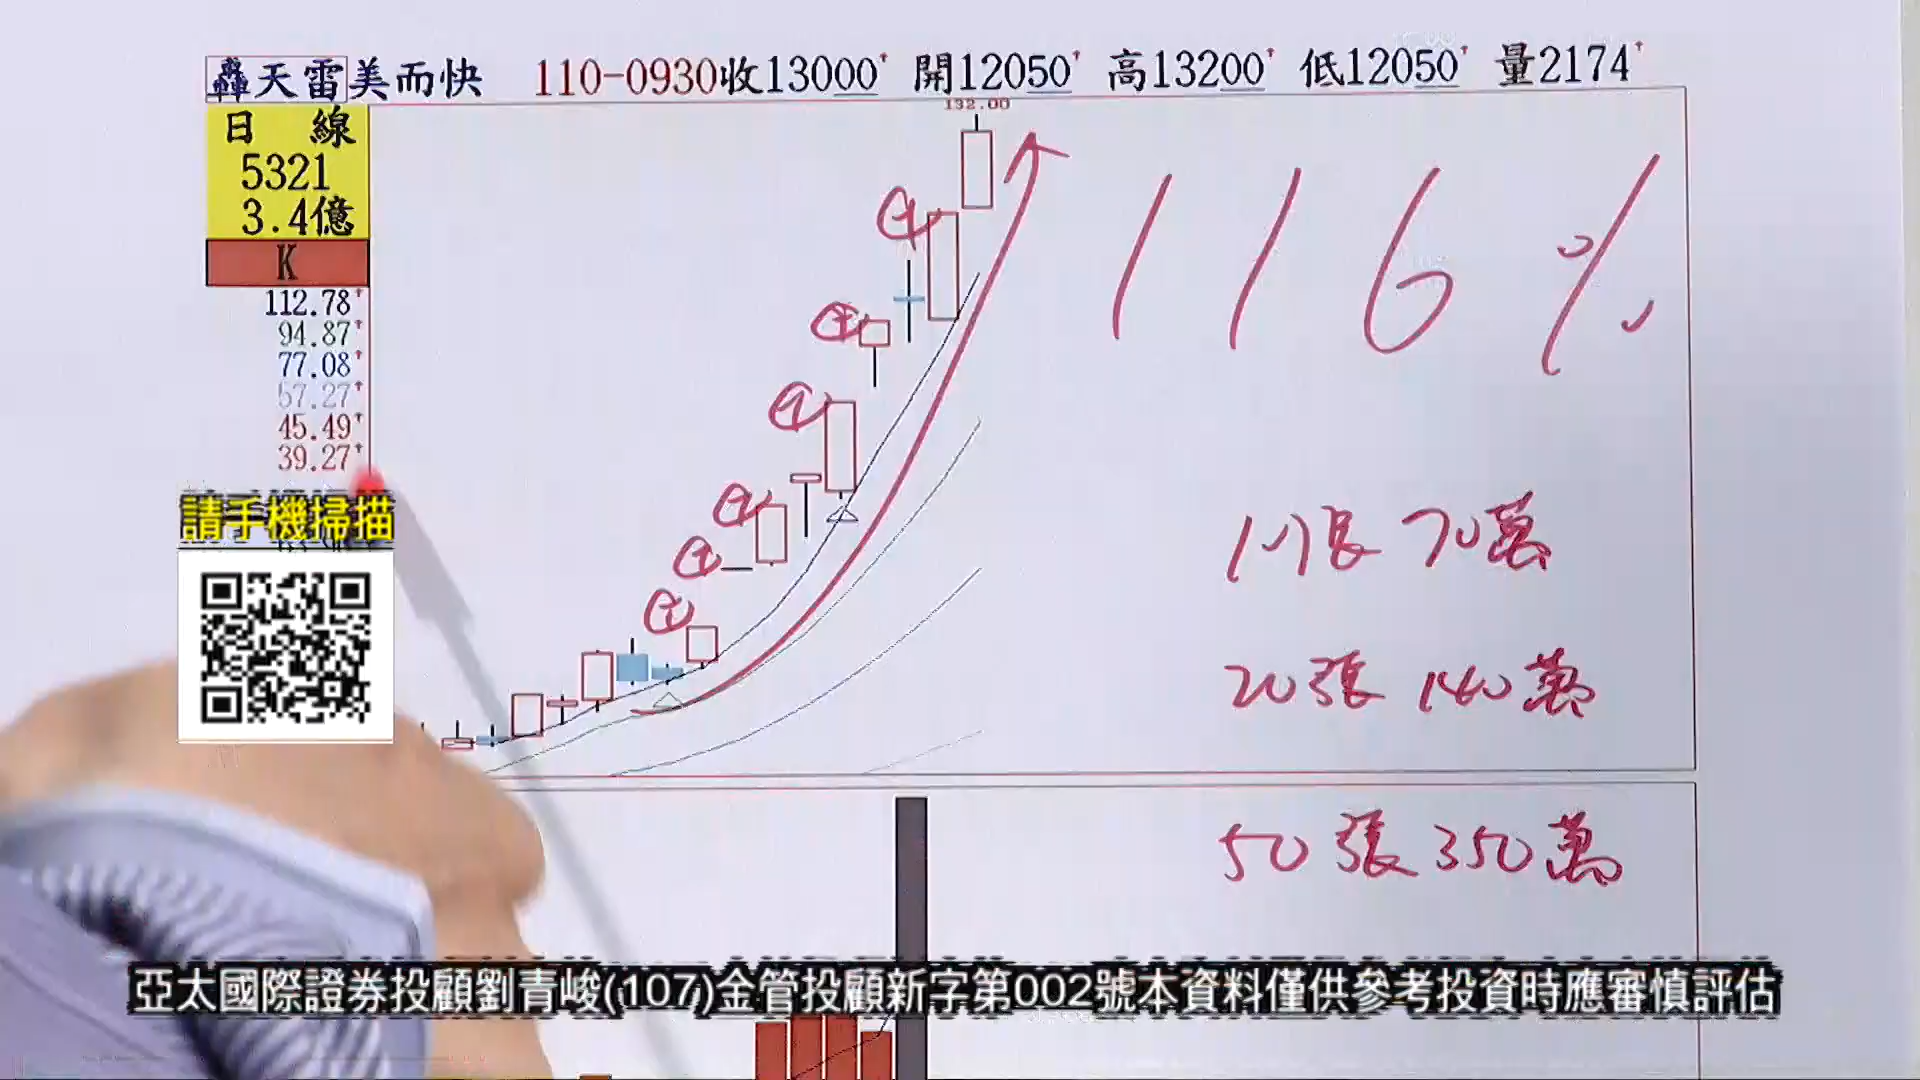 轟天雷美而快 110-0930收13000 開12050 高13200 低12050 量2174
132.00
日 線
5321
3.4億
K
112.78
94.87
77.08
57.27
45.49
39.27
116%
請手機掃描
70萬
20張 140萬
50張 350萬
亞太國際證券投顧劉青峻(107)金管投顧新字第002號本資料僅供參考投資時應審慎評估